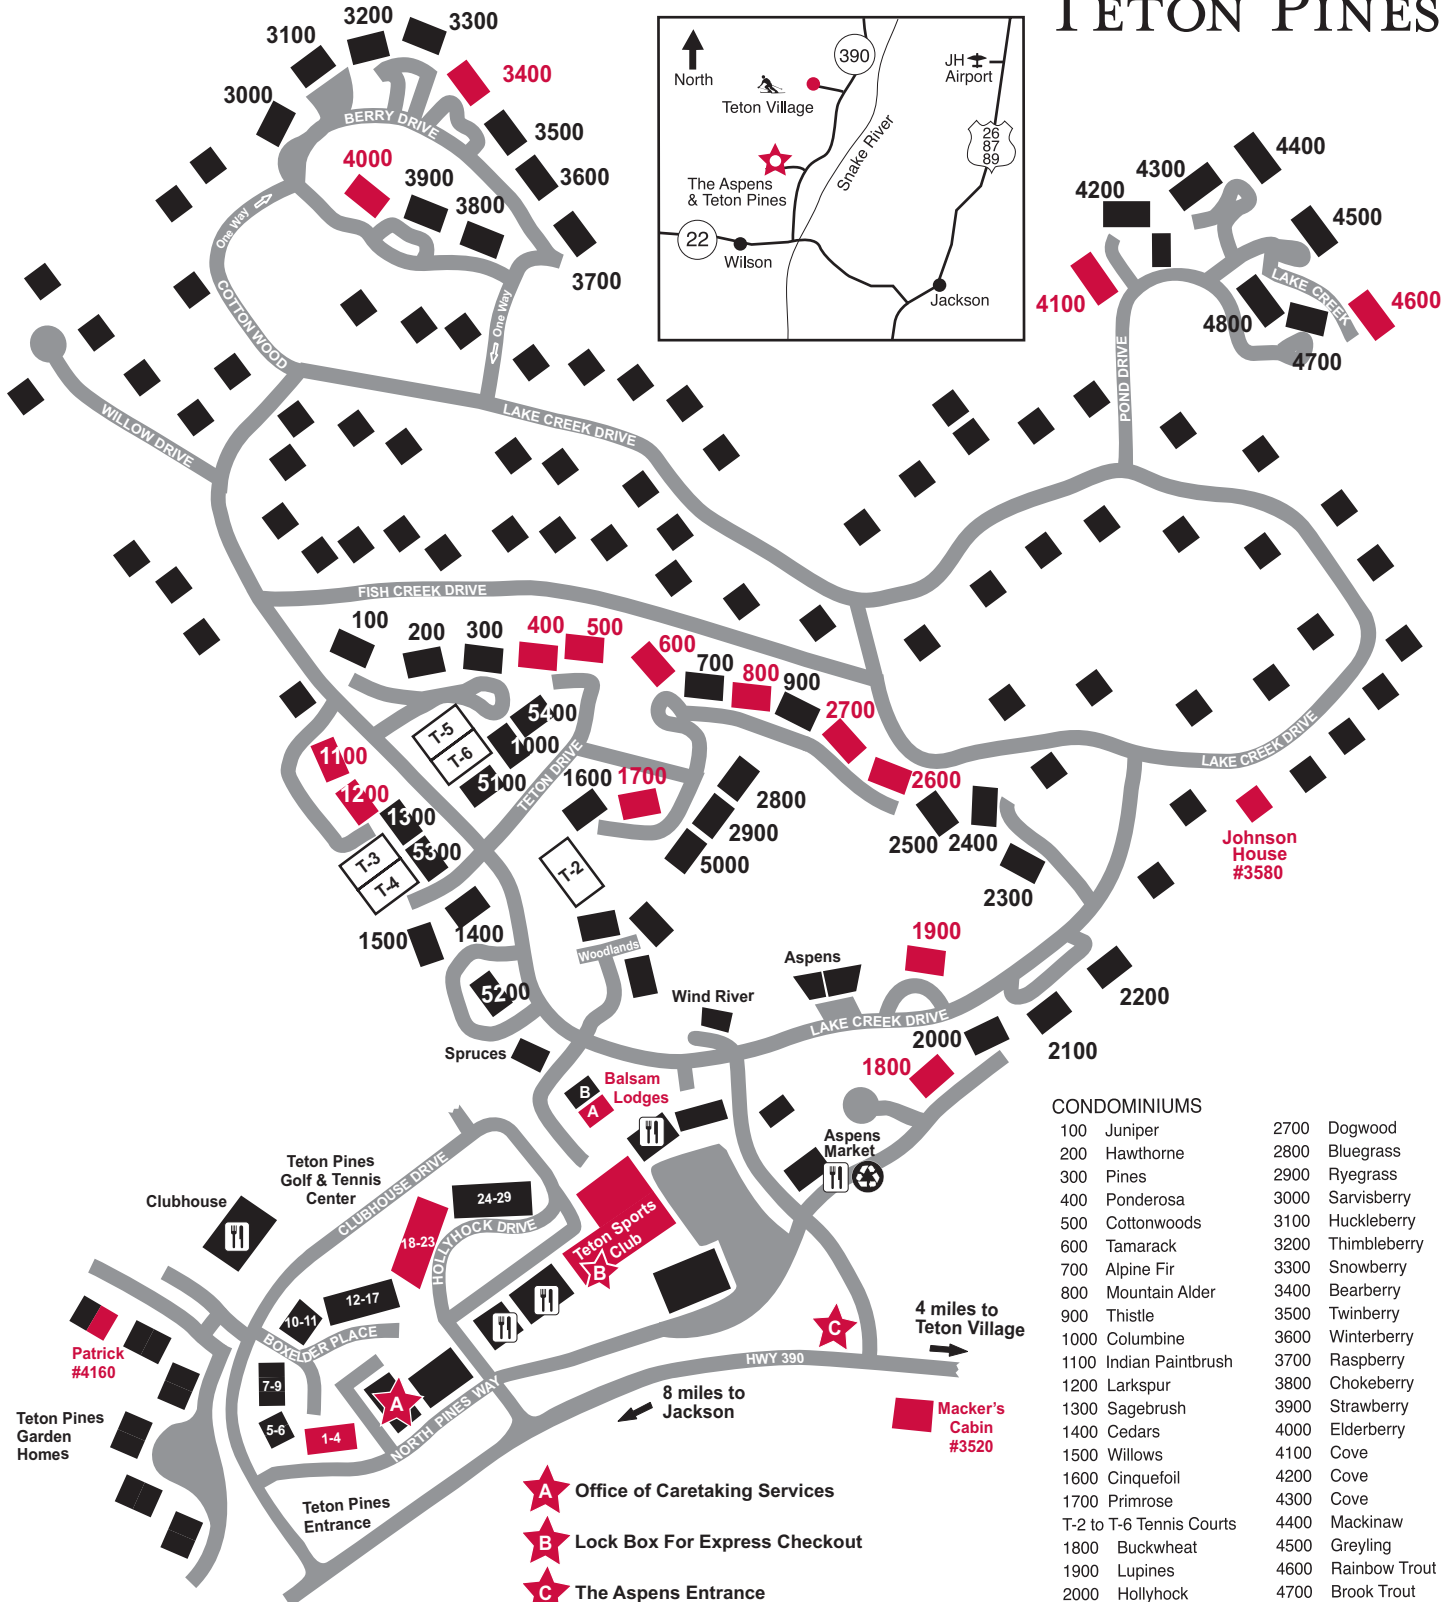 TETON PINES
3100
3200
3300
3400
3000
BERRY DRIVE
3500
4000
3900
3600
3800
3700
One Way
One Way
COTTON WOOD
WILLOW DRIVE
LAKE CREEK DRIVE
North
390
JH
Airport
Teton Village
26
87
89
Snake River
The Aspens
& Teton Pines
22
Wilson
Jackson
4400
4300
4200
4500
4100
LAKE CREEK
4600
4800
4700
POND DRIVE
FISH CREEK DRIVE
100
200
300
400
500
600
700
800
900
2700
2600
5400
T-5
T-6
1000
5100
TETON DRIVE
1100
1200
1300
5300
T-3
T-4
1600
1700
2800
2900
5000
T-2
2500
2400
2300
LAKE CREEK DRIVE
Johnson
House
#3580
1500
1400
5200
Woodlands
Aspens
1900
Wind River
LAKE CREEK DRIVE
2200
2000
2100
1800
Spruces
B
A
Balsam
Lodges
Aspens
Market
Teton Pines
Golf & Tennis
Center
CLUBHOUSE DRIVE
Clubhouse
24-29
18-23
HOLLYHOCK DRIVE
Teton Sports
Club
B
12-17
10-11
BOXELDER PLACE
Patrick
#4160
7-9
5-6
1-4
A
NORTH PINES WAY
Teton Pines
Garden
Homes
Teton Pines
Entrance
C
4 miles to
Teton Village
HWY 390
8 miles to
Jackson
Macker's
Cabin
#3520
A Office of Caretaking Services
B Lock Box For Express Checkout
C The Aspens Entrance
CONDOMINIUMS
100 Juniper
200 Hawthorne
300 Pines
400 Ponderosa
500 Cottonwoods
600 Tamarack
700 Alpine Fir
800 Mountain Alder
900 Thistle
1000 Columbine
1100 Indian Paintbrush
1200 Larkspur
1300 Sagebrush
1400 Cedars
1500 Willows
1600 Cinquefoil
1700 Primrose
T-2 to T-6 Tennis Courts
1800 Buckwheat
1900 Lupines
2000 Hollyhock
2700 Dogwood
2800 Bluegrass
2900 Ryegrass
3000 Sarvisberry
3100 Huckleberry
3200 Thimbleberry
3300 Snowberry
3400 Bearberry
3500 Twinberry
3600 Winterberry
3700 Raspberry
3800 Chokeberry
3900 Strawberry
4000 Elderberry
4100 Cove
4200 Cove
4300 Cove
4400 Mackinaw
4500 Greyling
4600 Rainbow Trout
4700 Brook Trout